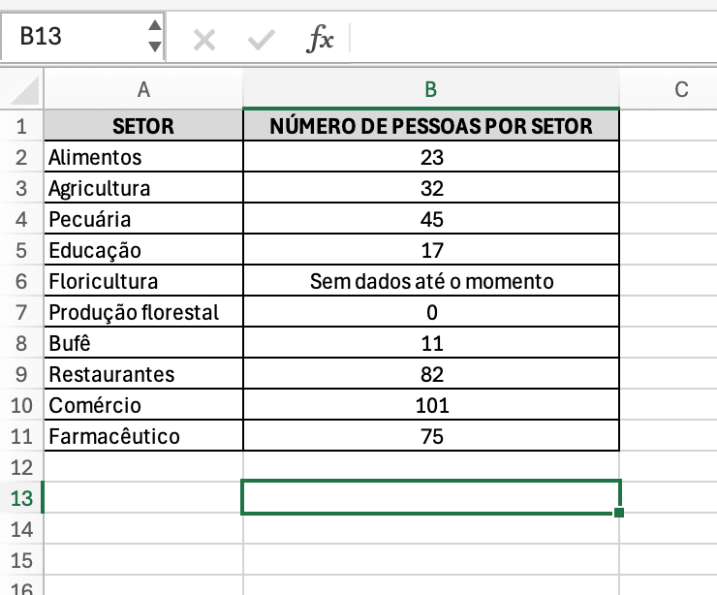 B13 fx
A B C
1 SETOR NÚMERO DE PESSOAS POR SETOR
2 Alimentos 23
3 Agricultura 32
4 Pecuária 45
5 Educação 17
6 Floricultura Sem dados até o momento
7 Produção florestal 0
8 Bufê 11
9 Restaurantes 82
10 Comércio 101
11 Farmacêutico 75
12
13
14
15
16